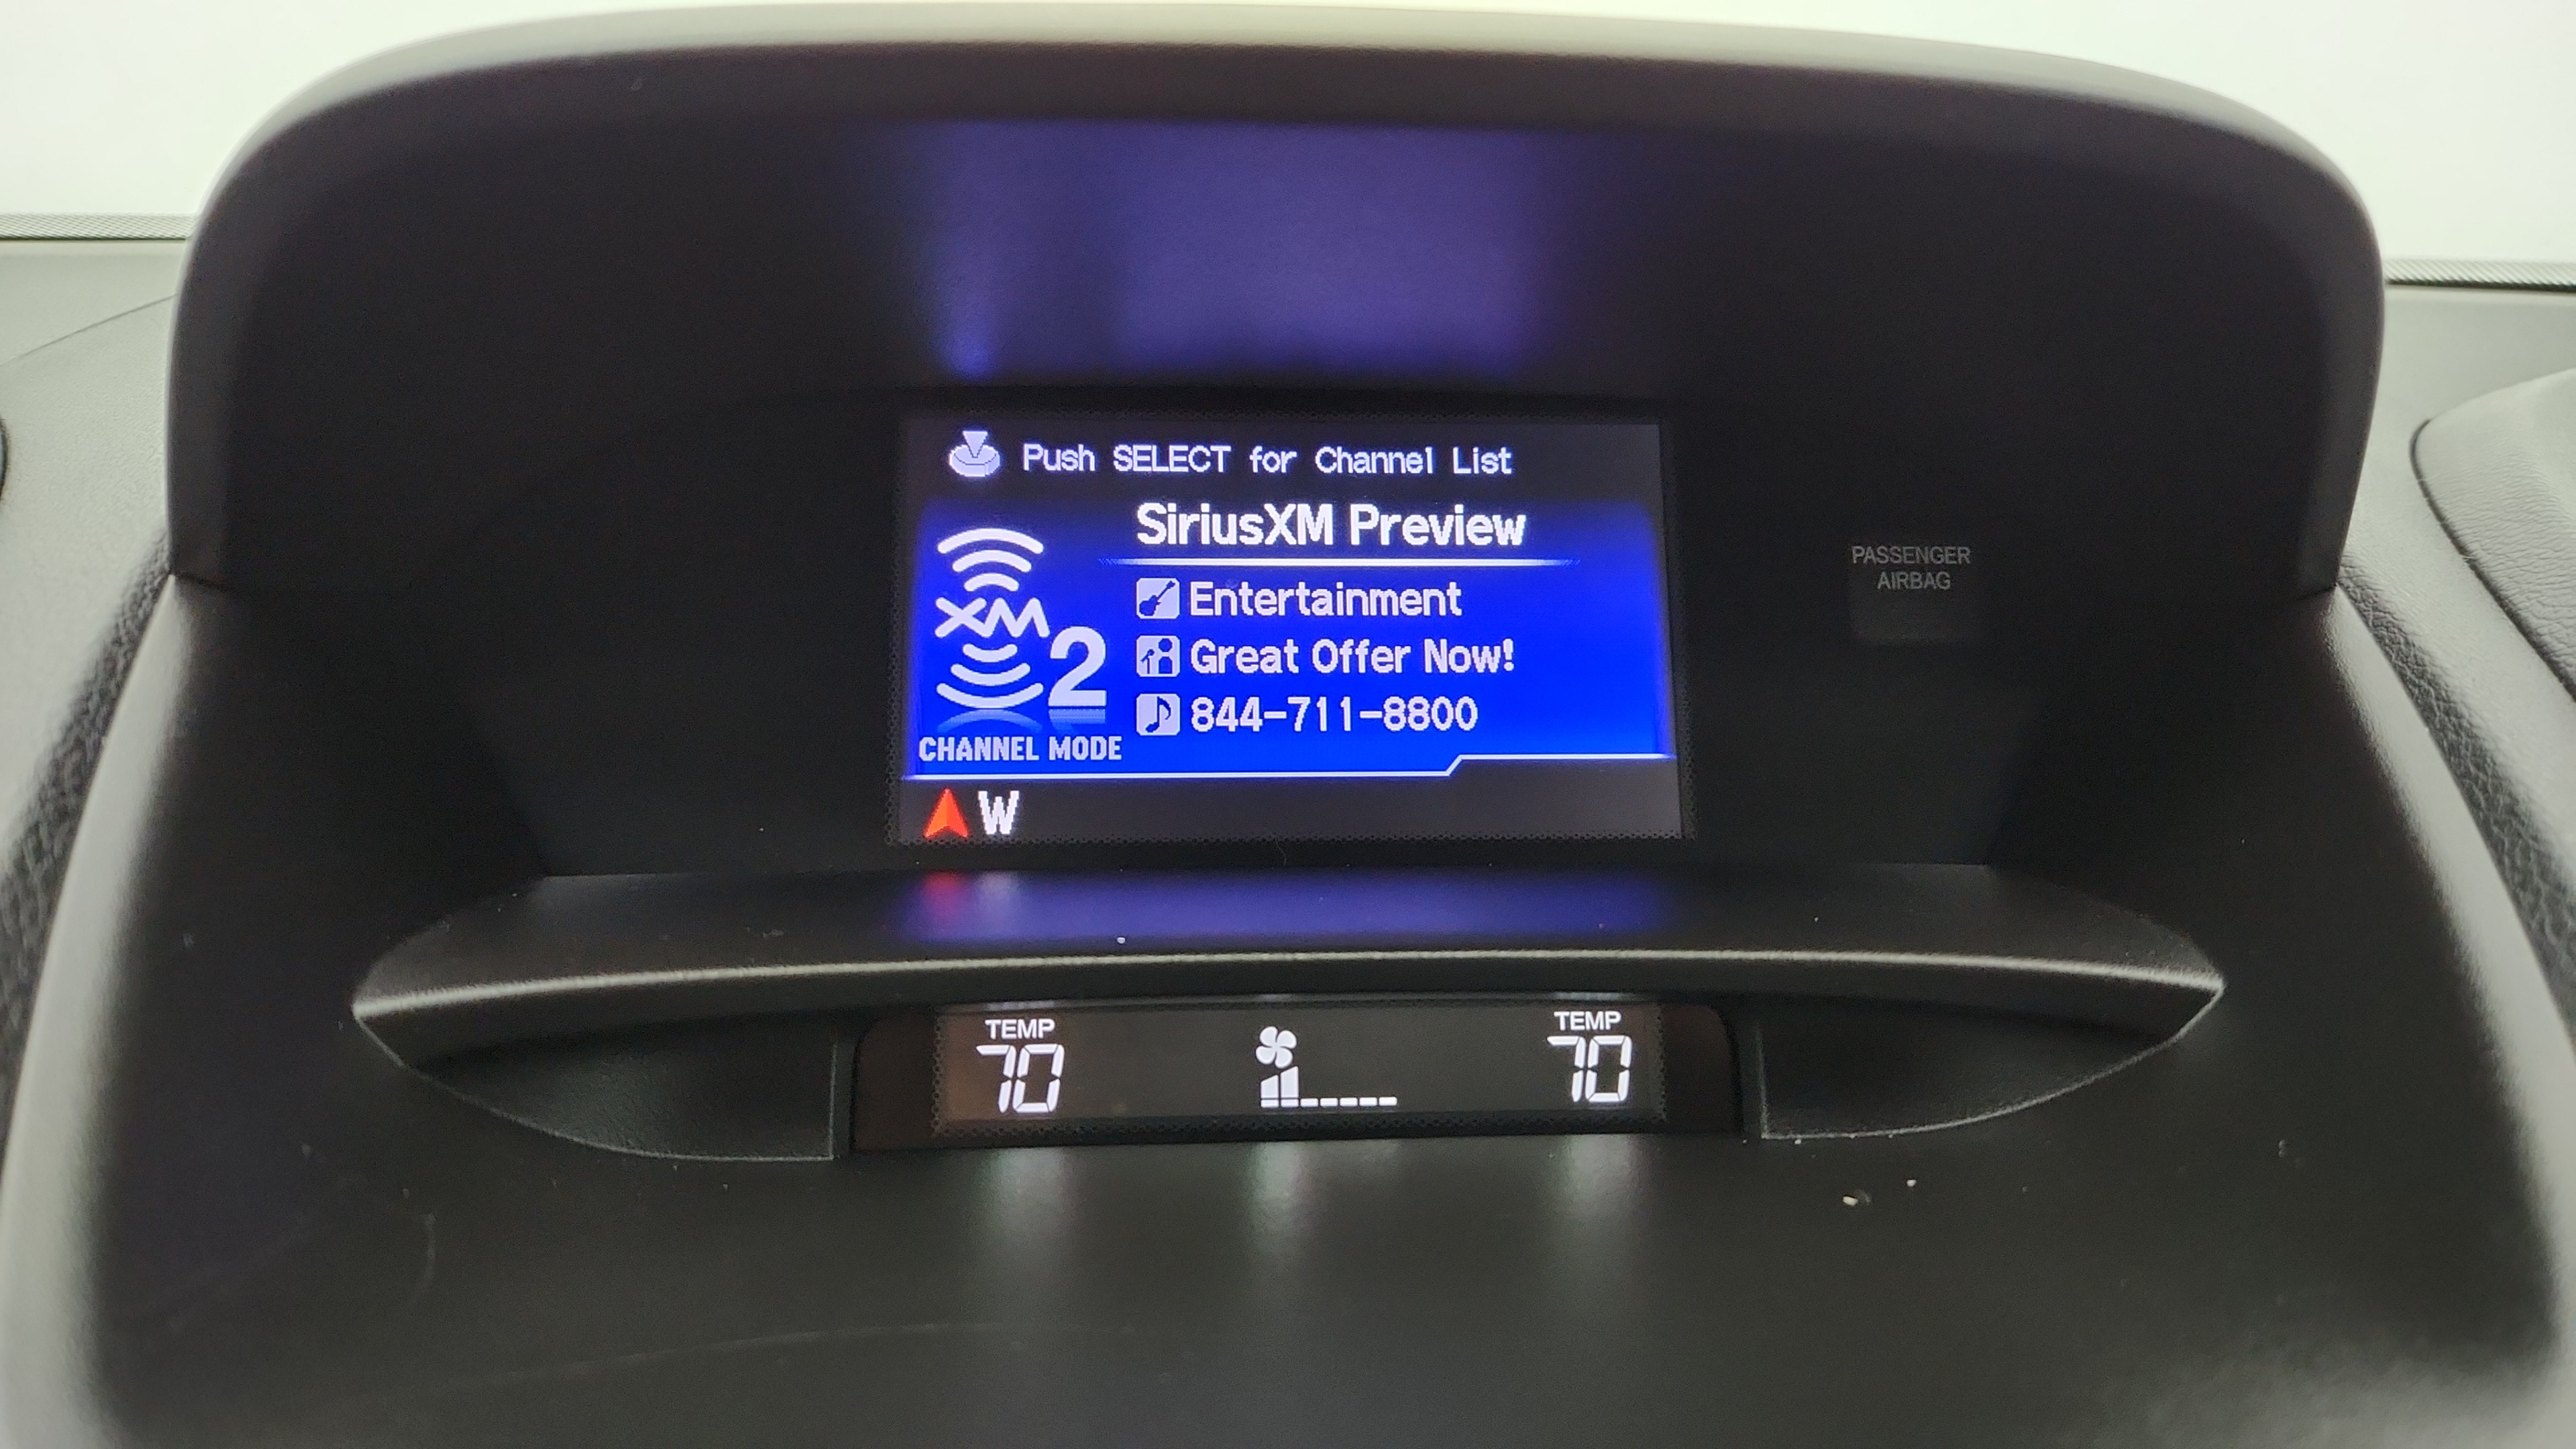 Push SELECT for Channel List
SiriusXM Preview
XM 2
Entertainment
Great Offer Now!
844-711-8800
CHANNEL MODE
W
PASSENGER
AIRBAG
TEMP
70
TEMP
70